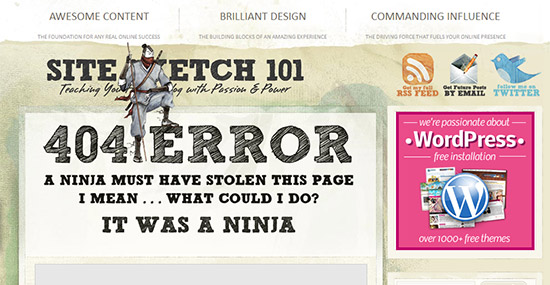 AWESOME CONTENT
THE FOUNDATION FOR ANY REAL ONLINE SUCCESS
BRILLIANT DESIGN
THE BUILDING BLOCKS OF AN AMAZING EXPERIENCE
COMMANDING INFLUENCE
THE DRIVING FORCE THAT FUELS YOUR ONLINE PRESENCE
SITE ETCH 101
Teaching You log with Passion & Power
Get my full
RSS FEED
Get Future Posts
BY EMAIL
Follow me on
TWITTER
404 ERROR
A NINJA MUST HAVE STOLEN THIS PAGE
I MEAN . . . WHAT COULD I DO?
IT WAS A NINJA
we're passionate about
•WordPress•
free installation
over 1000+ free themes